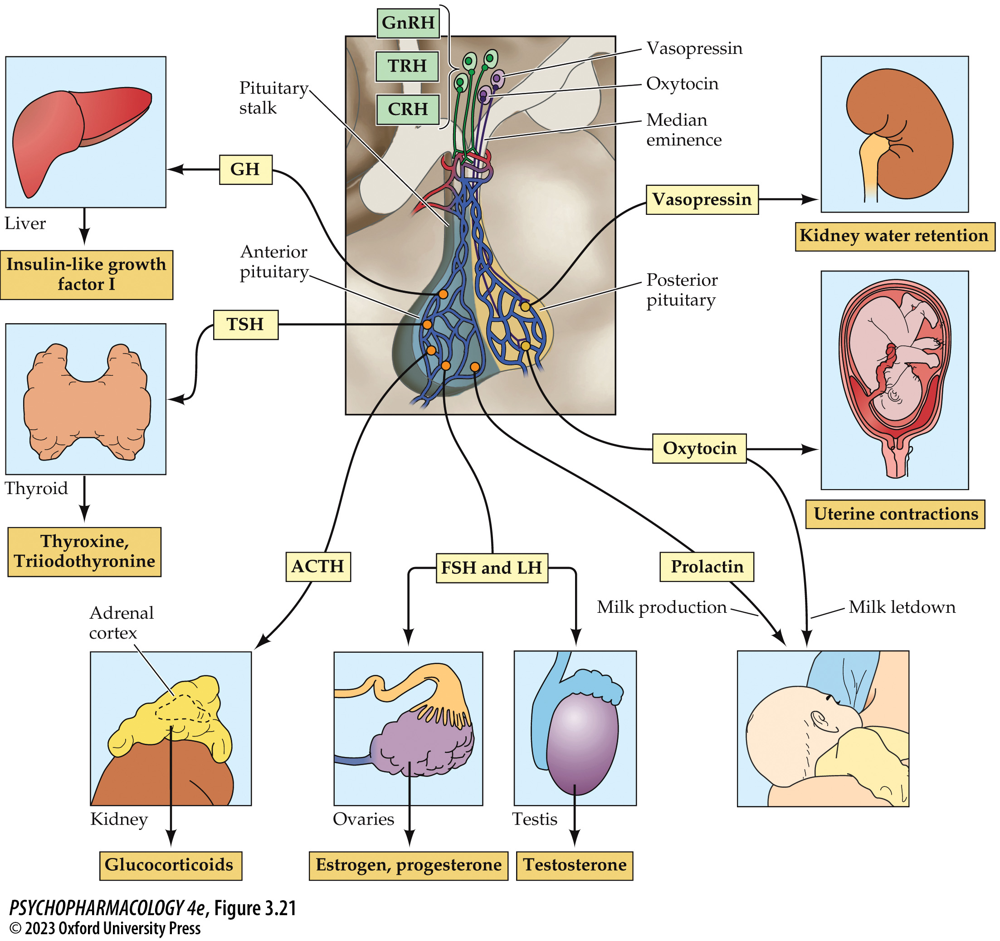 GnRH
TRH
CRH
Vasopressin
Oxytocin
Median
eminence
Pituitary
stalk
GH
Liver
Insulin-like growth
factor I
Anterior
pituitary
Vasopressin
Kidney water retention
Posterior
pituitary
TSH
Thyroid
Thyroxine,
Triiodothyronine
Oxytocin
Uterine contractions
ACTH
FSH and LH
Prolactin
Milk production
Milk letdown
Adrenal
cortex
Kidney
Ovaries
Testis
Glucocorticoids
Estrogen, progesterone
Testosterone
PSYCHOPHARMACOLOGY 4e, Figure 3.21
© 2023 Oxford University Press